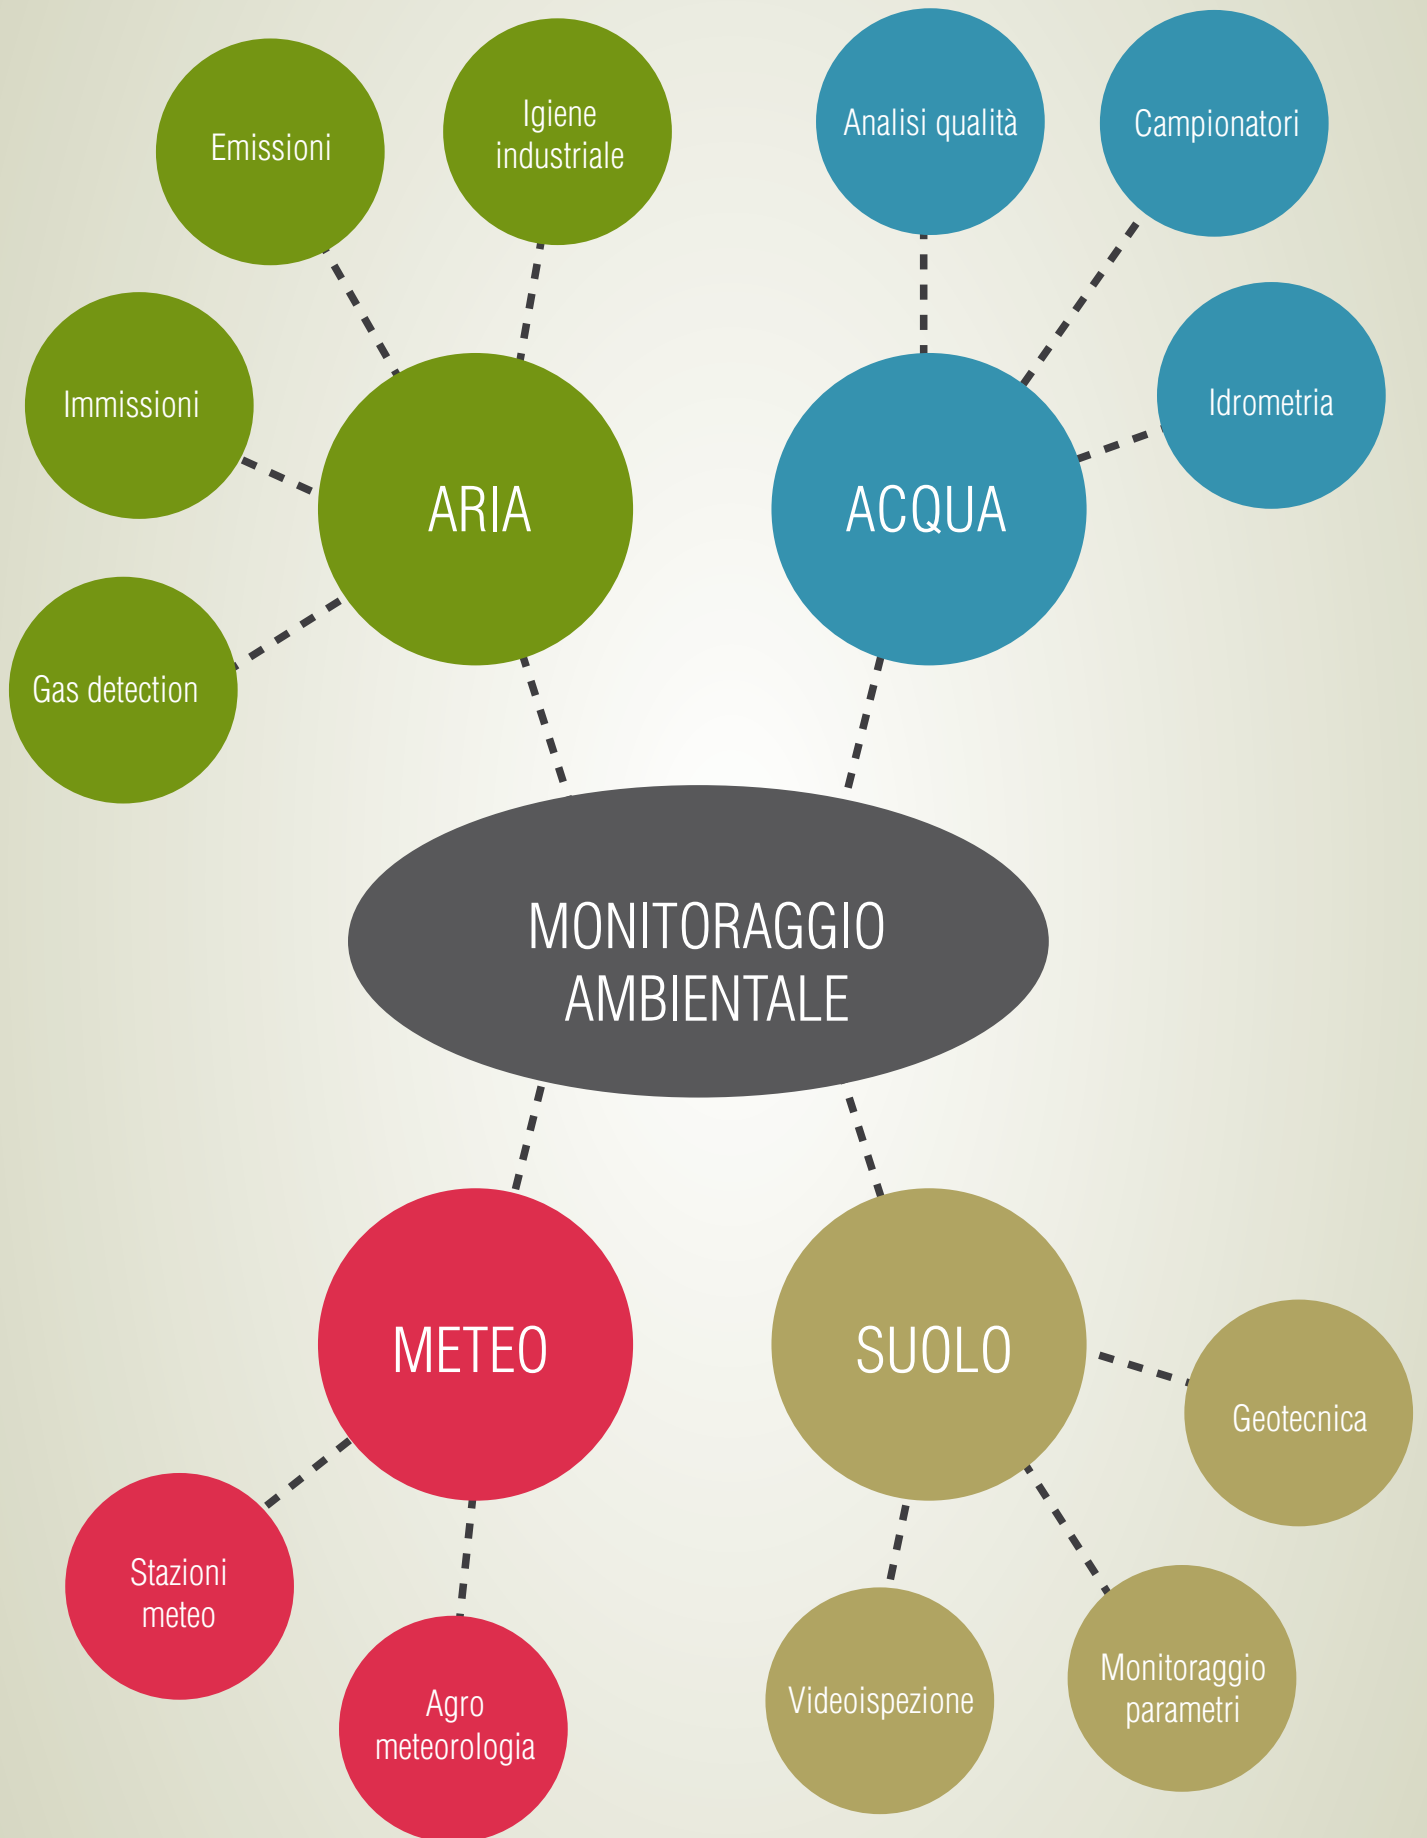 Emissioni
Igiene
industriale
Analisi qualità
Campionatori
Immissioni
Idrometria
ARIA
ACQUA
Gas detection
MONITORAGGIO
AMBIENTALE
METEO
SUOLO
Geotecnica
Stazioni
meteo
Agro
meteorologia
Videoispezione
Monitoraggio
parametri